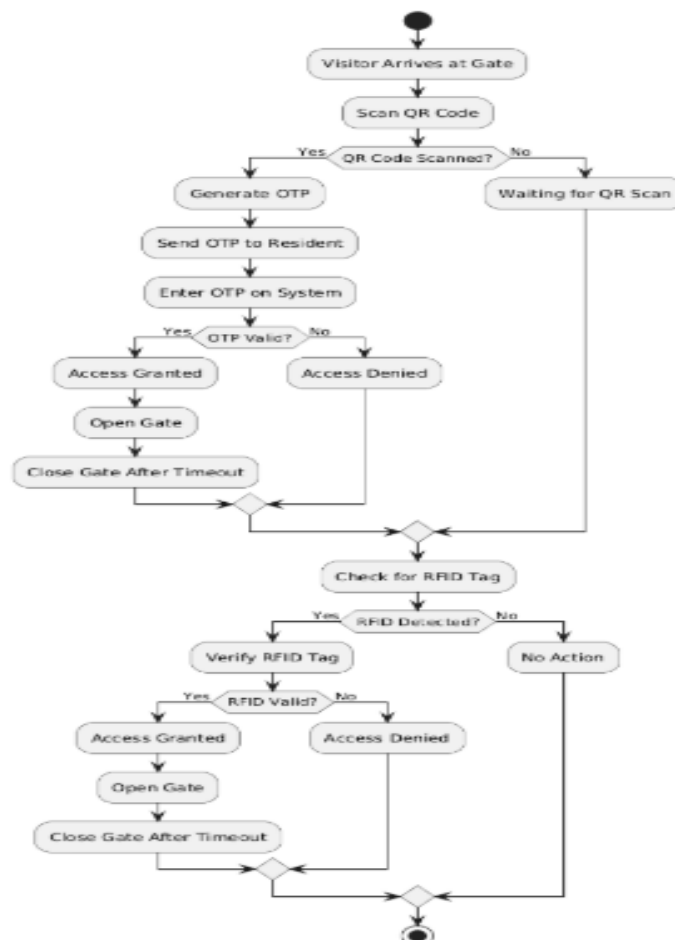 Visitor Arrives at Gate
Scan QR Code
Yes
QR Code Scanned?
No
Generate OTP
Waiting for QR Scan
Send OTP to Resident
Enter OTP on System
Yes
OTP Valid?
No
Access Granted
Access Denied
Open Gate
Close Gate After Timeout
Check for RFID Tag
Yes
RFID Detected?
No
Verify RFID Tag
No Action
Yes
RFID Valid?
No
Access Granted
Access Denied
Open Gate
Close Gate After Timeout